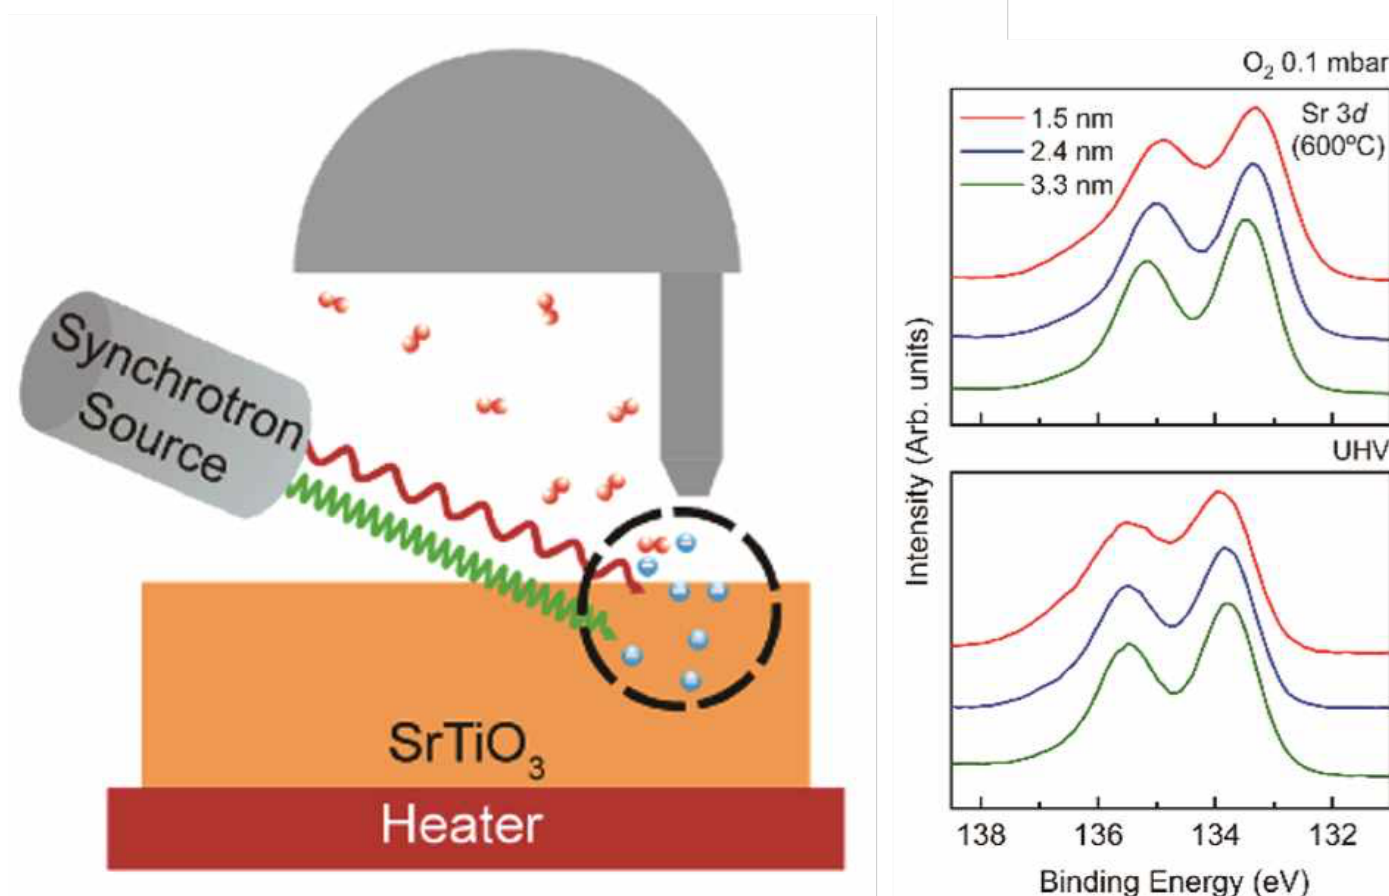 Synchrotron
Source
SrTiO₃
Heater
O₂ 0.1 mbar
1.5 nm
2.4 nm
3.3 nm
Sr 3d
(600ºC)
UHV
Intensity (Arb. units)
138 136 134 132
Binding Energy (eV)